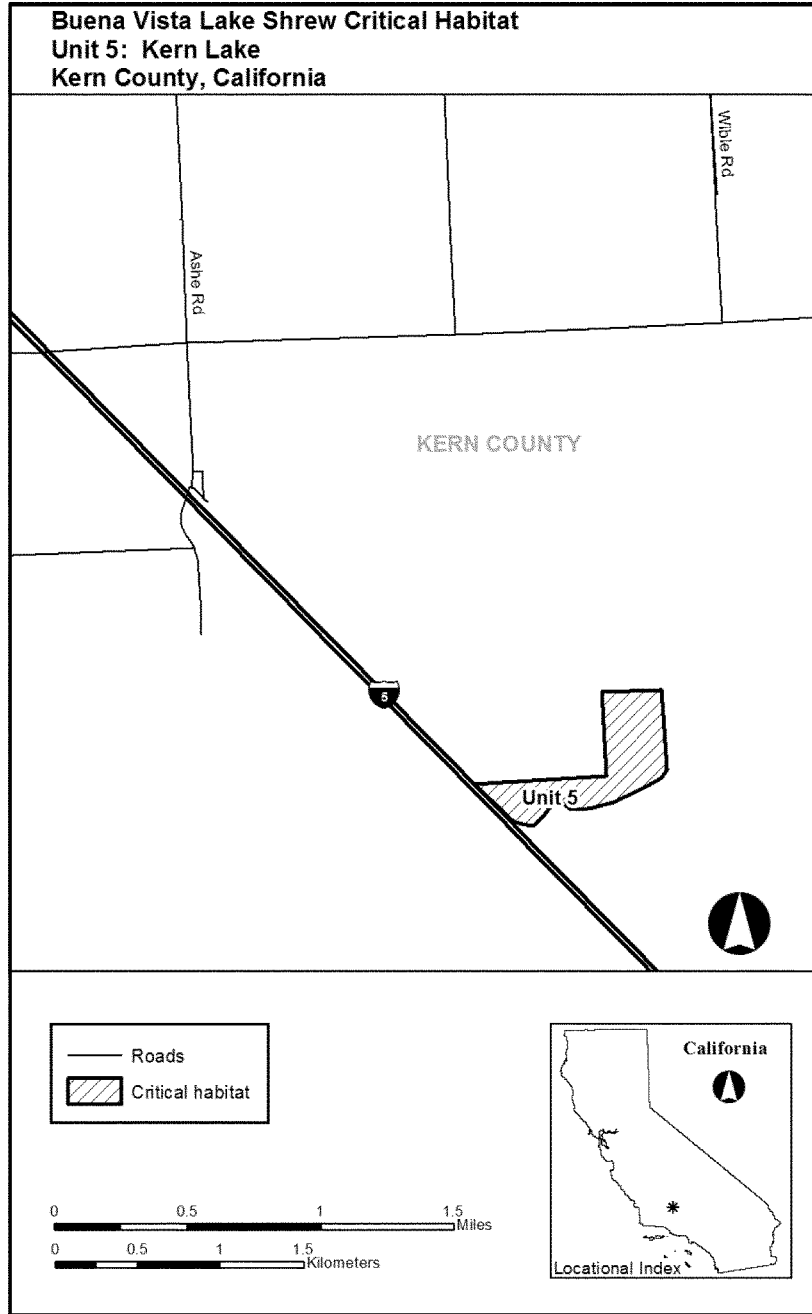 Buena Vista Lake Shrew Critical Habitat
Unit 5: Kern Lake
Kern County, California
Wible Rd
Ashe Rd
KERN COUNTY
5
Unit 5
Roads
Critical habitat
California
0 0.5 1 1.5
Miles
0 0.5 1 1.5
Kilometers
Locational Index